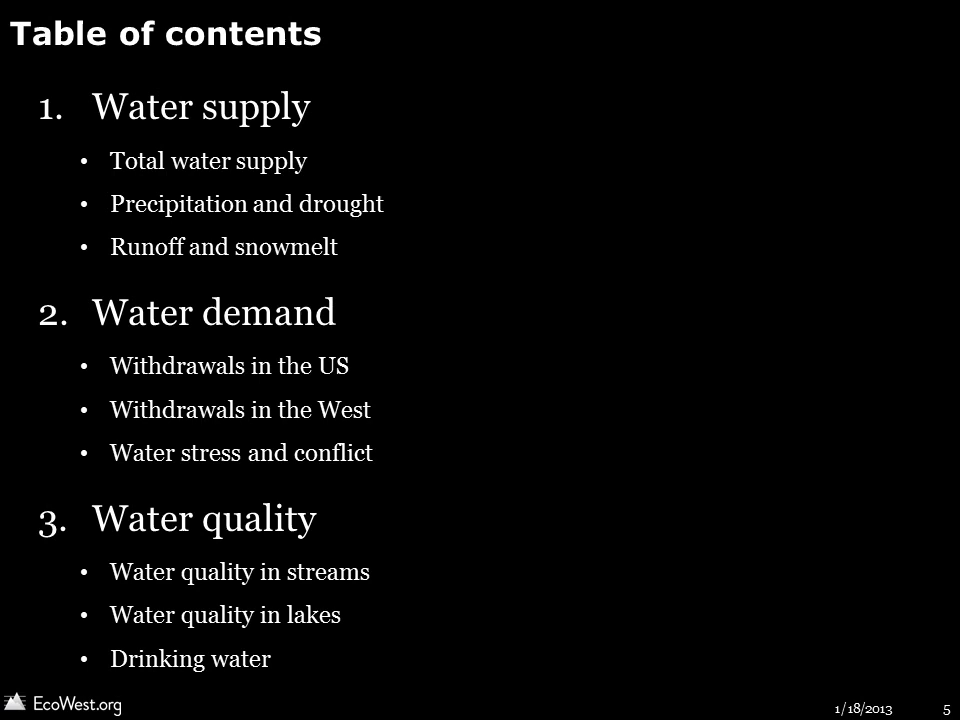 Table of contents
1. Water supply
• Total water supply
• Precipitation and drought
• Runoff and snowmelt
2. Water demand
• Withdrawals in the US
• Withdrawals in the West
• Water stress and conflict
3. Water quality
• Water quality in streams
• Water quality in lakes
• Drinking water
EcoWest.org
1/18/2013 5